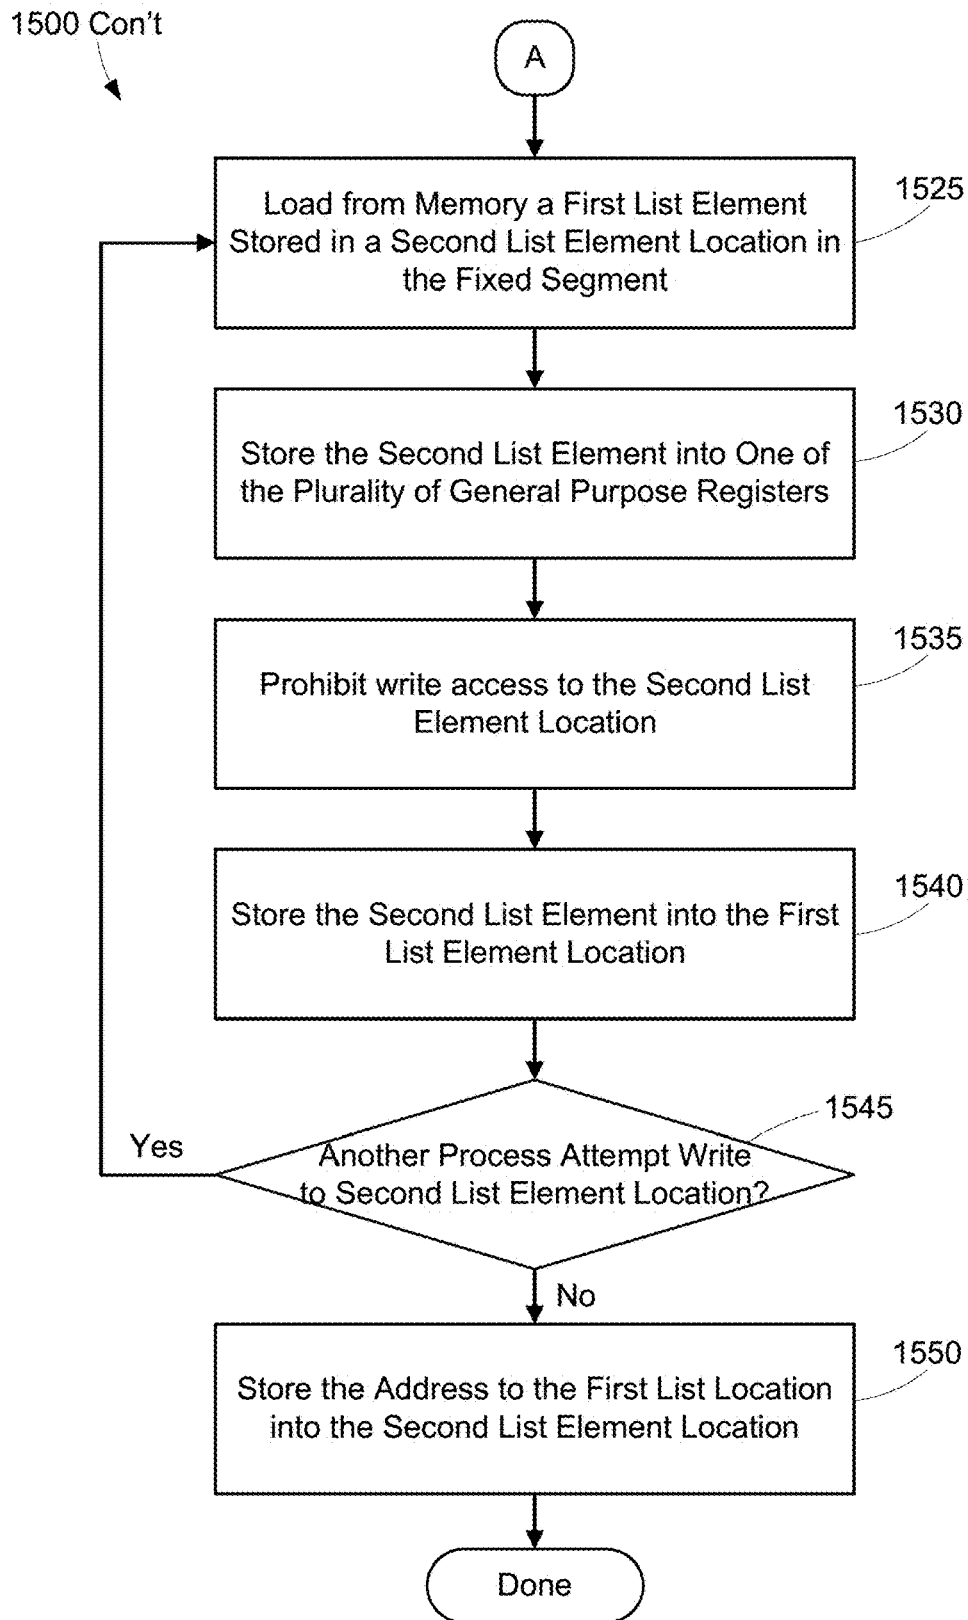 1500 Con't
A
Load from Memory a First List Element
Stored in a Second List Element Location in
the Fixed Segment
1525
Store the Second List Element into One of
the Plurality of General Purpose Registers
1530
Prohibit write access to the Second List
Element Location
1535
Store the Second List Element into the First
List Element Location
1540
Another Process Attempt Write
to Second List Element Location?
1545
Yes
No
Store the Address to the First List Location
into the Second List Element Location
1550
Done